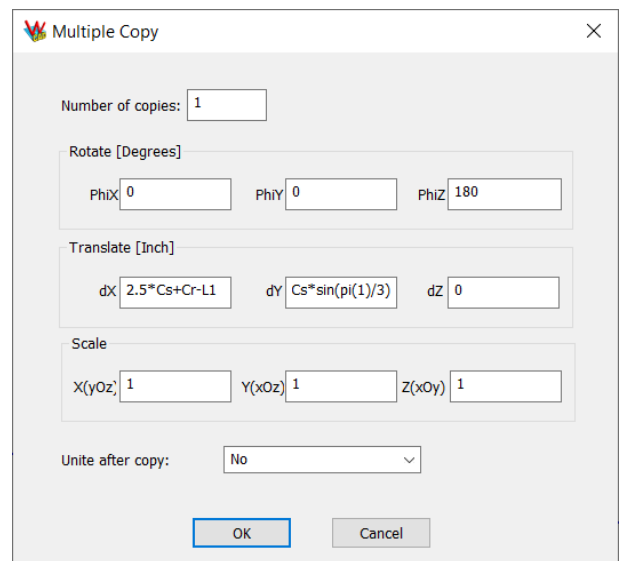 Multiple Copy
Number of copies: 1
Rotate [Degrees]
PhiX 0 PhiY 0 PhiZ 180
Translate [Inch]
dX 2.5*Cs+Cr-L1 dY Cs*sin(pi(1)/3) dZ 0
Scale
X(yOz) 1 Y(xOz) 1 Z(xOy) 1
Unite after copy: No
OK Cancel